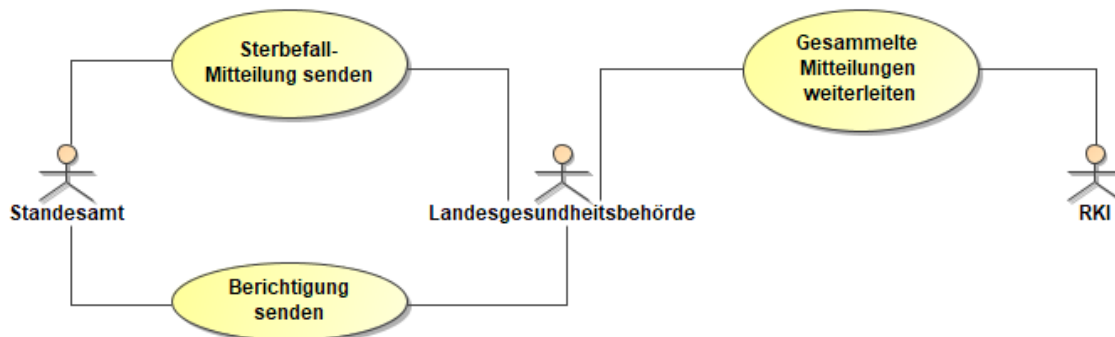 Sterbefall-
Mitteilung senden
Gesammelte
Mitteilungen
weiterleiten
Standesamt
Landesgesundheitsbehörde
RKI
Berichtigung
senden